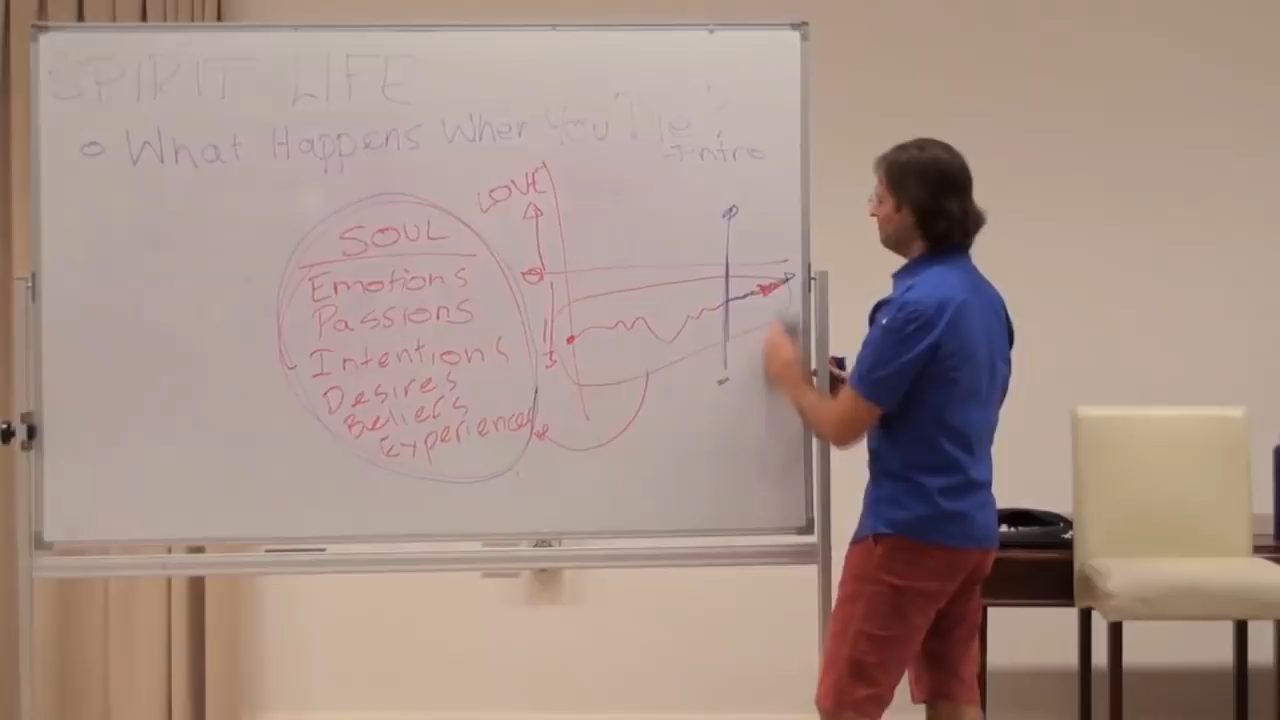 SPIRIT LIFE
What Happens When You Die?
-Intro
SOUL
Emotions
Passions
Intentions
Desires
Beliefs
Experiences
LOVE